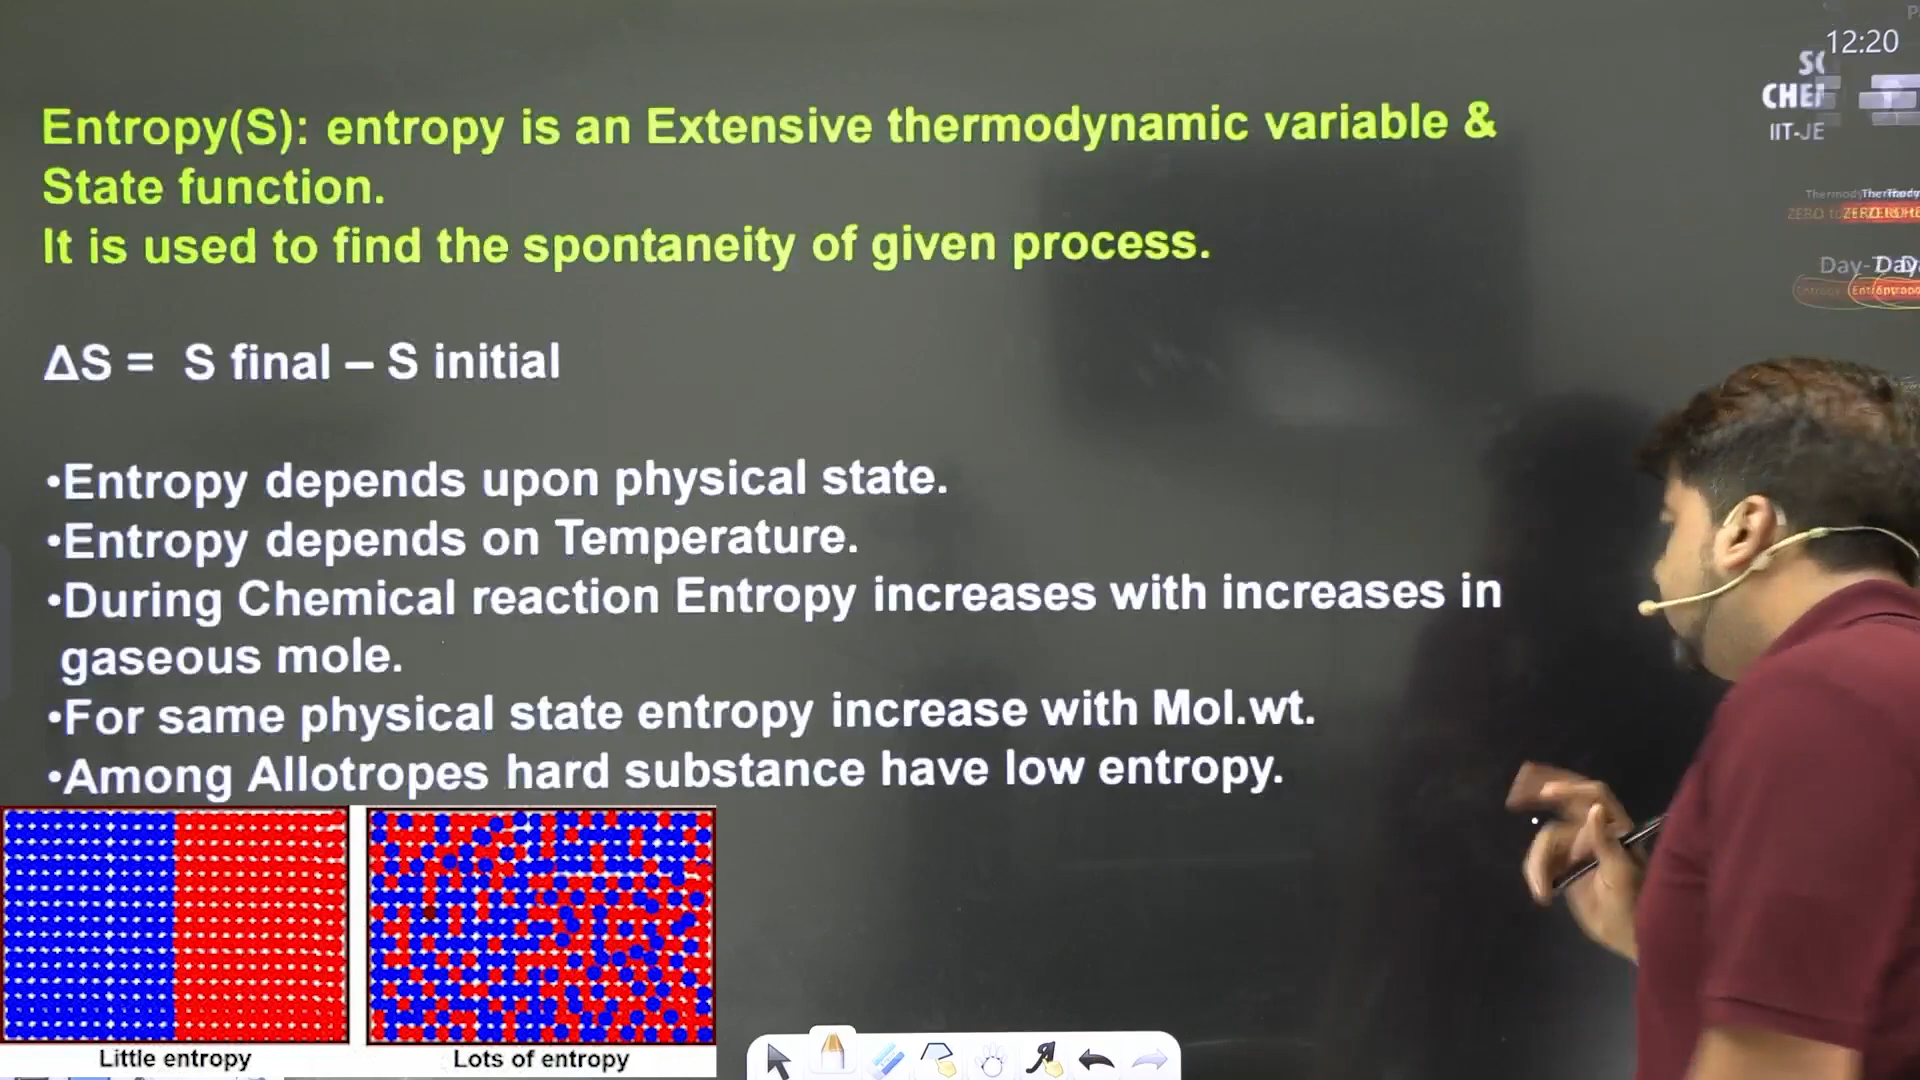 12:20
CHE
IIT-JE
Entropy(S): entropy is an Extensive thermodynamic variable &
State function.
It is used to find the spontaneity of given process.
ΔS = S final – S initial
•Entropy depends upon physical state.
•Entropy depends on Temperature.
•During Chemical reaction Entropy increases with increases in
gaseous mole.
•For same physical state entropy increase with Mol.wt.
•Among Allotropes hard substance have low entropy.
Little entropy
Lots of entropy